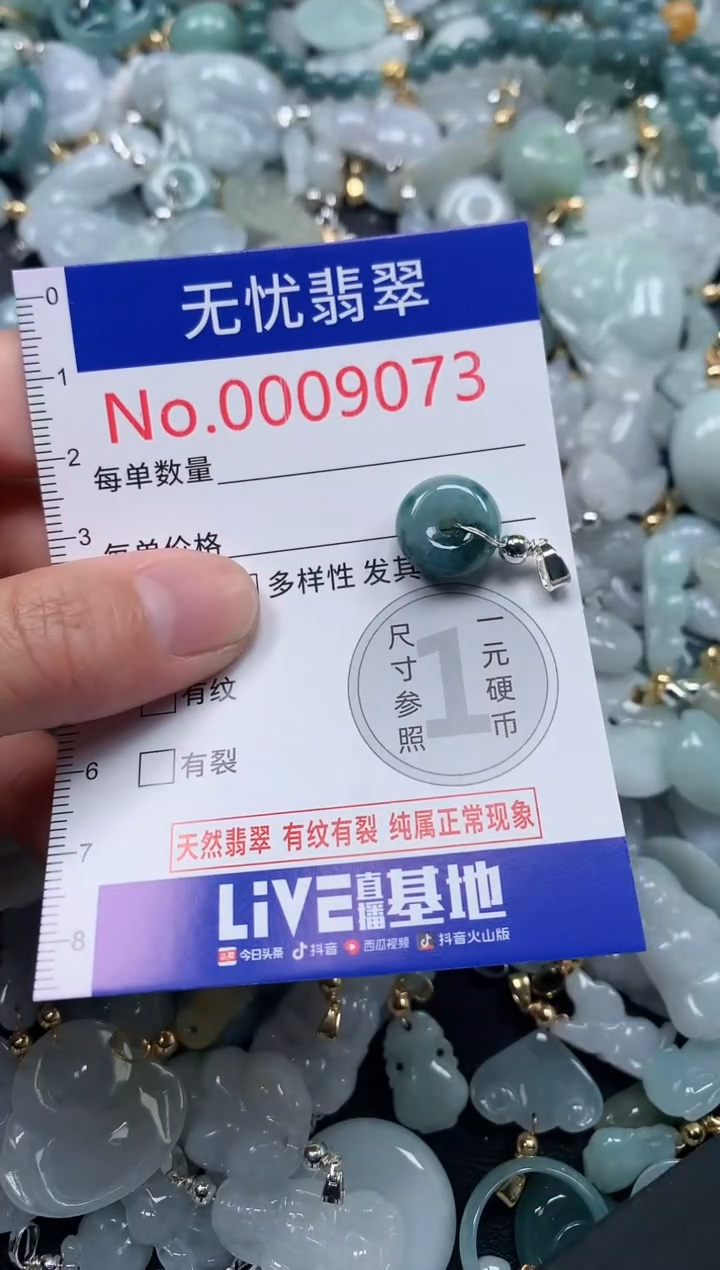 无忧翡翠
No.0009073
每单数量
每单价格
多样性 发其
有纹
有裂
尺寸参照
1
一元硬币
天然翡翠 有纹有裂 纯属正常现象
LiVE直播基地
头条 今日头条 抖音 西瓜视频 抖音火山版
0
1
2
3
6
7
8